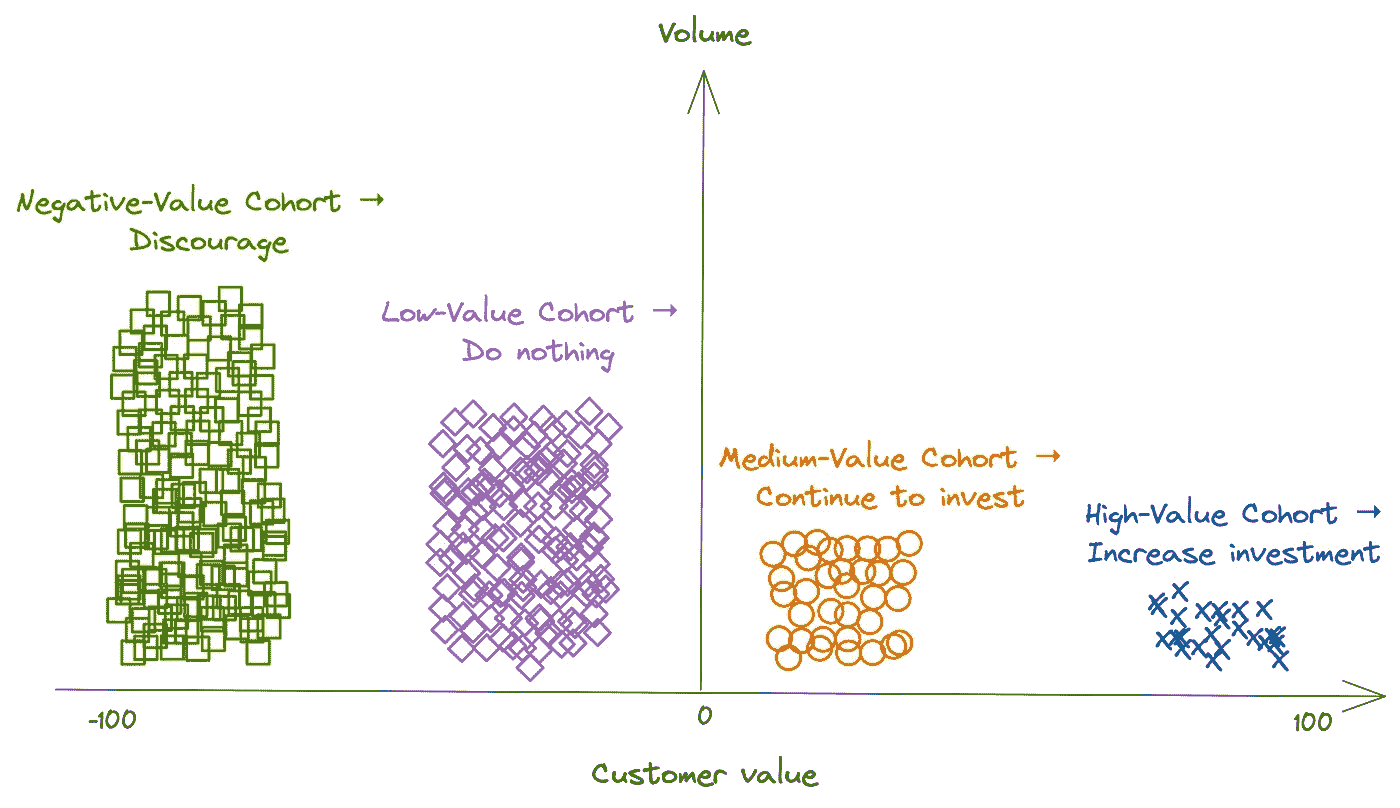 Volume
Negative-Value Cohort →
Discourage
Low-Value Cohort →
Do nothing
Medium-Value Cohort →
Continue to invest
High-Value Cohort →
Increase investment
-100
0
100
Customer value